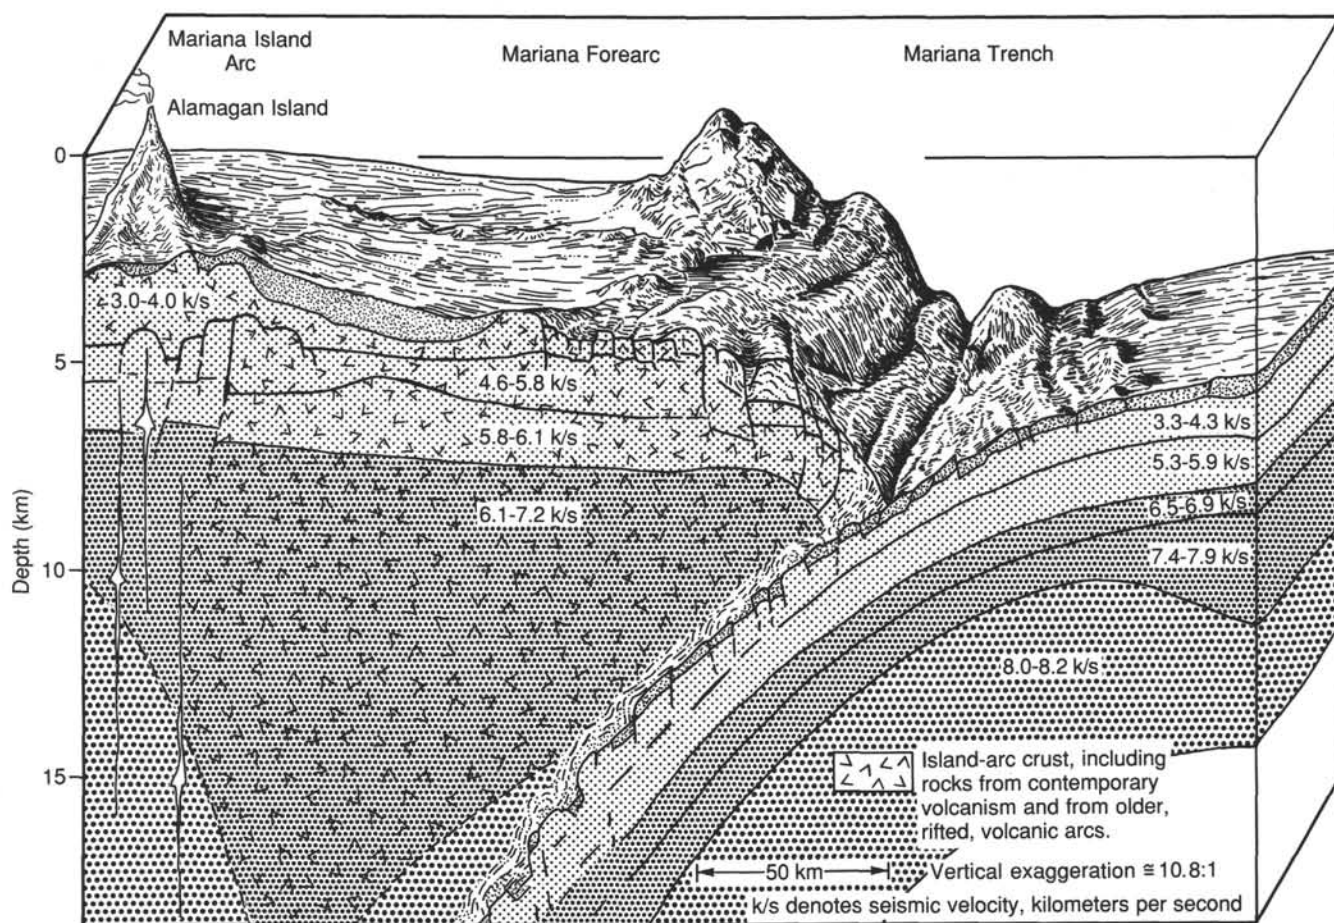 Mariana Island
Arc
Mariana Forearc
Mariana Trench
Alamagan Island
0
3.0-4.0 k/s
5
4.6-5.8 k/s
3.3-4.3 k/s
5.8-6.1 k/s
5.3-5.9 k/s
6.1-7.2 k/s
6.5-6.9 k/s
Depth (km)
10
7.4-7.9 k/s
8.0-8.2 k/s
15
Island-arc crust, including
rocks from contemporary
volcanism and from older,
rifted, volcanic arcs.
50 km
Vertical exaggeration ≅ 10.8:1
k/s denotes seismic velocity, kilometers per second